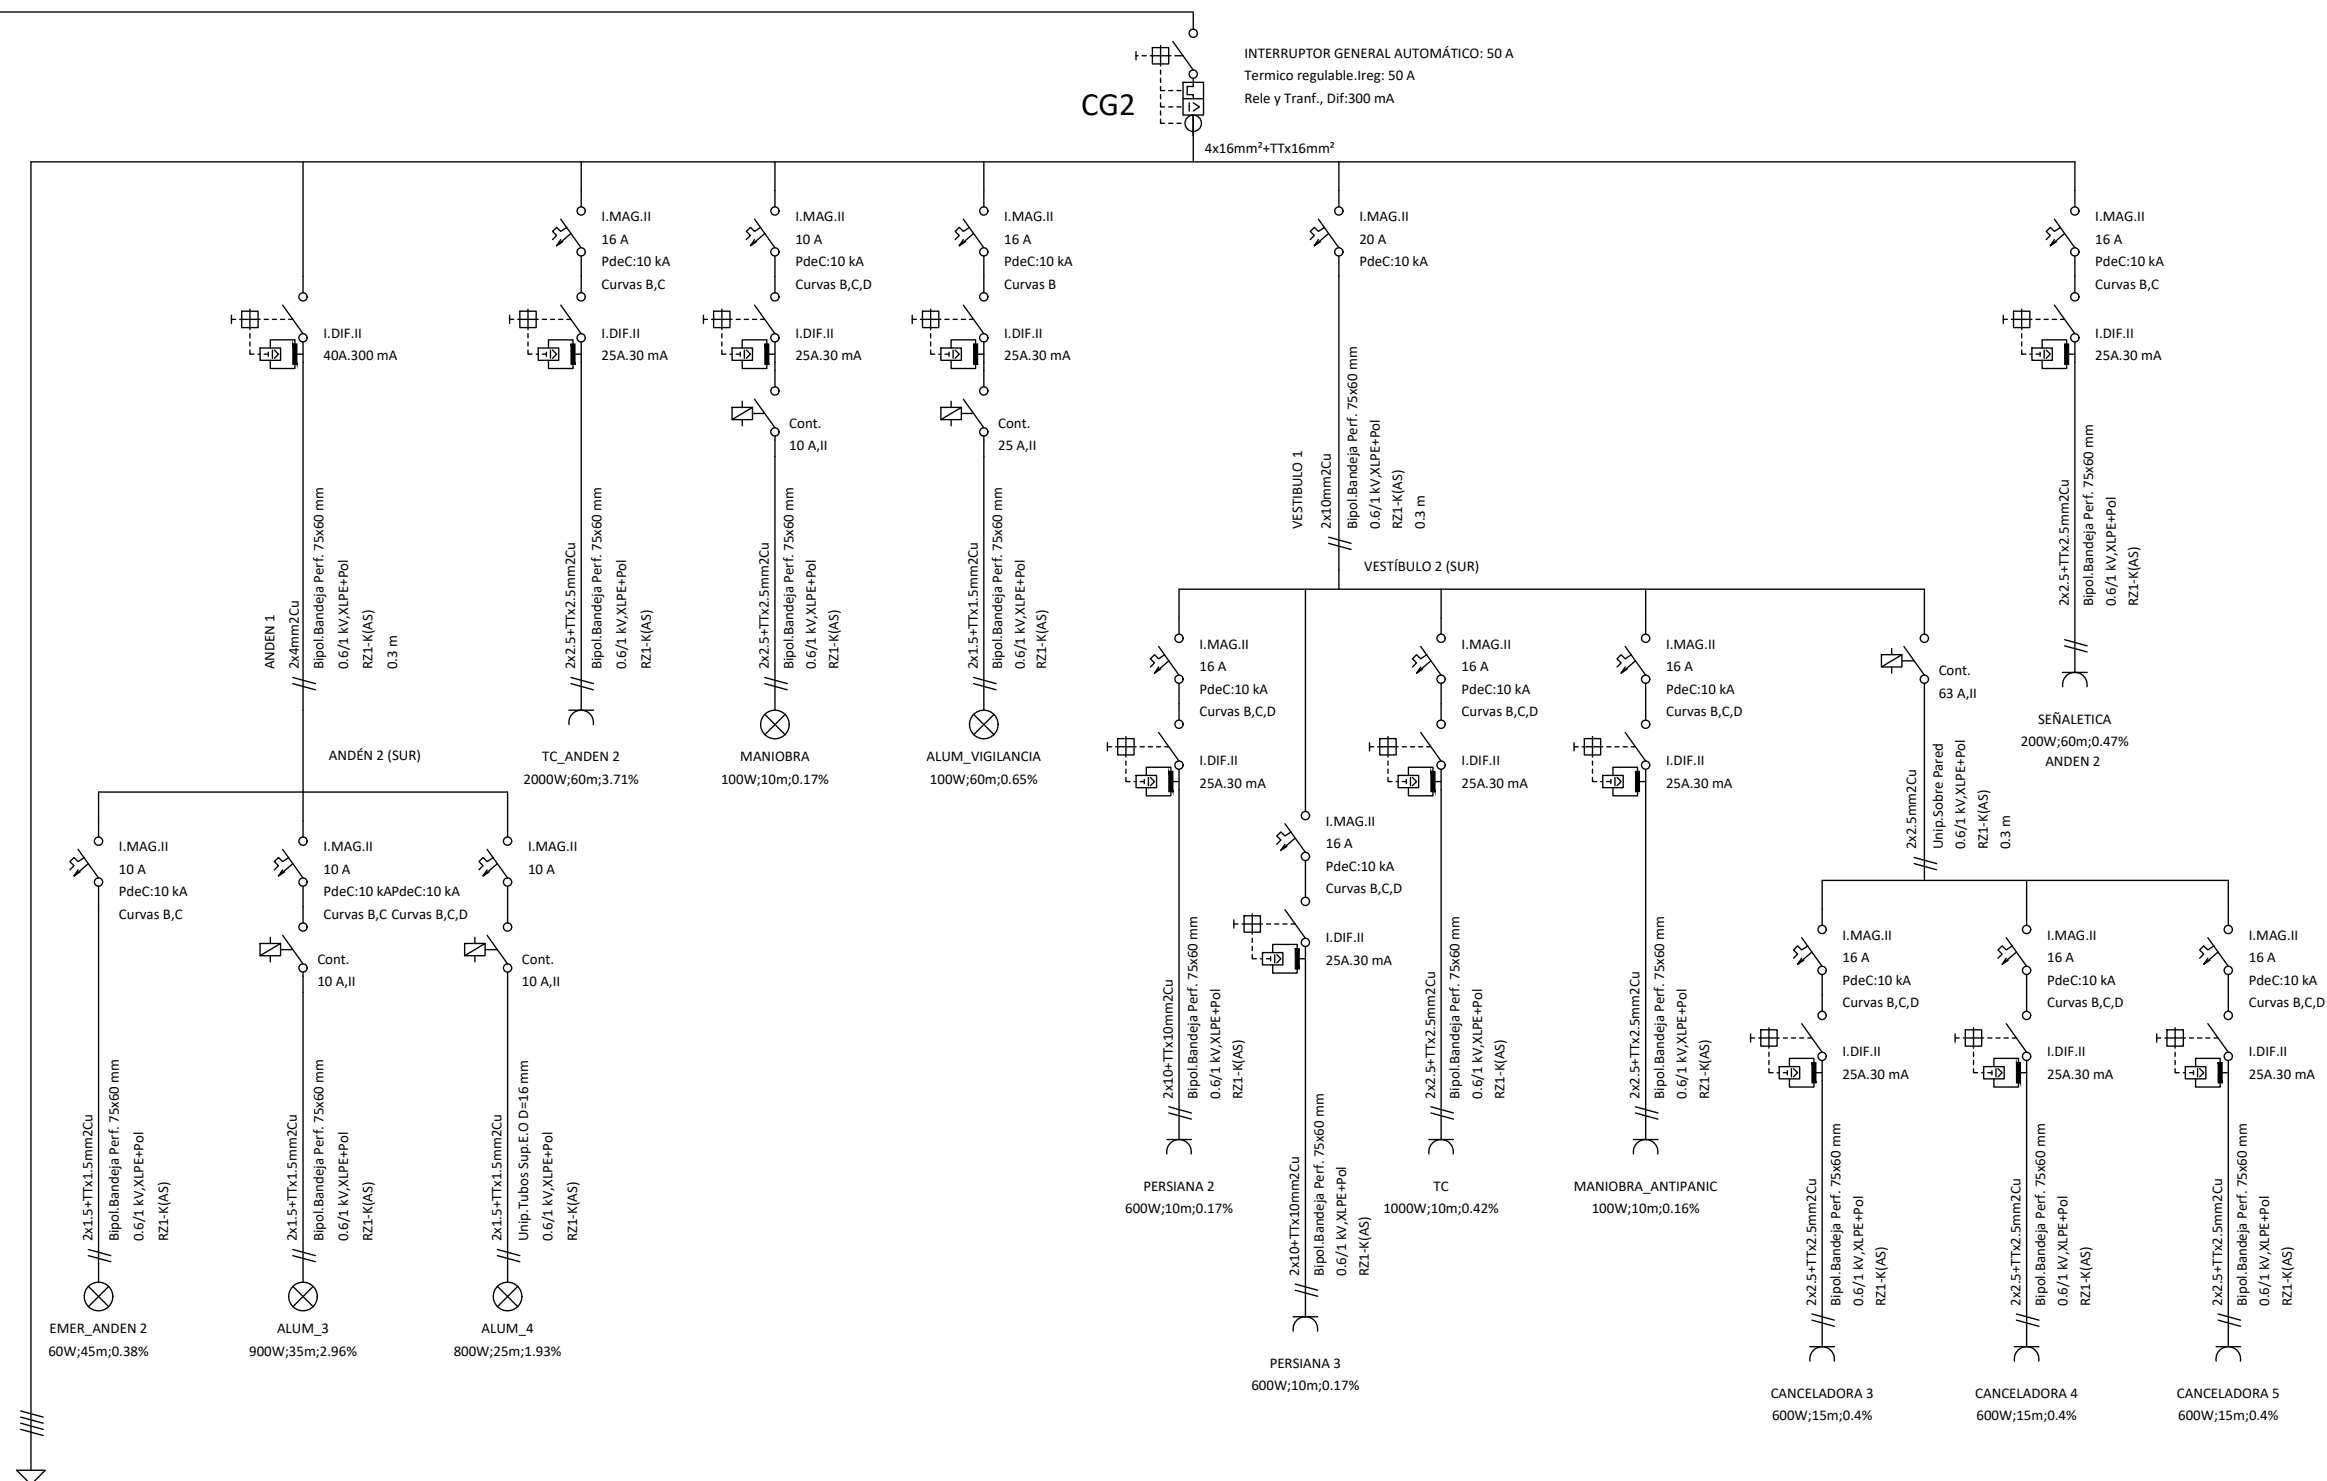 INTERRUPTOR GENERAL AUTOMÁTICO: 50 A
Termico regulable.Ireg: 50 A
Rele y Tranf., Dif:300 mA
CG2
4x16mm²+TTx16mm²
I.DIF.II
40A.300 mA
ANDEN 1
2x4mm2Cu
Bipol.Bandeja Perf. 75x60 mm
0.6/1 kV,XLPE+Pol
RZ1-K(AS)
0.3 m
ANDÉN 2 (SUR)
I.MAG.II
10 A
PdeC:10 kA
Curvas B,C
2x1.5+TTx1.5mm2Cu
Bipol.Bandeja Perf. 75x60 mm
0.6/1 kV,XLPE+Pol
RZ1-K(AS)
EMER_ANDEN 2
60W;45m;0.38%
I.MAG.II
10 A
PdeC:10 kA
Curvas B,C
Cont.
10 A,II
2x1.5+TTx1.5mm2Cu
Bipol.Bandeja Perf. 75x60 mm
0.6/1 kV,XLPE+Pol
RZ1-K(AS)
ALUM_3
900W;35m;2.96%
I.MAG.II
10 A
PdeC:10 kA
Curvas B,C,D
Cont.
10 A,II
2x1.5+TTx1.5mm2Cu
Unip.Tubos Sup.E.O D=16 mm
0.6/1 kV,XLPE+Pol
RZ1-K(AS)
ALUM_4
800W;25m;1.93%
I.MAG.II
16 A
PdeC:10 kA
Curvas B,C
I.DIF.II
25A.30 mA
2x2.5+TTx2.5mm2Cu
Bipol.Bandeja Perf. 75x60 mm
0.6/1 kV,XLPE+Pol
RZ1-K(AS)
TC_ANDEN 2
2000W;60m;3.71%
I.MAG.II
10 A
PdeC:10 kA
Curvas B,C,D
I.DIF.II
25A.30 mA
Cont.
10 A,II
2x2.5+TTx2.5mm2Cu
Bipol.Bandeja Perf. 75x60 mm
0.6/1 kV,XLPE+Pol
RZ1-K(AS)
MANIOBRA
100W;10m;0.17%
I.MAG.II
16 A
PdeC:10 kA
Curvas B
I.DIF.II
25A.30 mA
Cont.
25 A,II
2x1.5+TTx1.5mm2Cu
Bipol.Bandeja Perf. 75x60 mm
0.6/1 kV,XLPE+Pol
RZ1-K(AS)
ALUM_VIGILANCIA
100W;60m;0.65%
I.MAG.II
20 A
PdeC:10 kA
VESTIBULO 1
2x10mm2Cu
Bipol.Bandeja Perf. 75x60 mm
0.6/1 kV,XLPE+Pol
RZ1-K(AS)
0.3 m
VESTÍBULO 2 (SUR)
I.MAG.II
16 A
PdeC:10 kA
Curvas B,C,D
I.DIF.II
25A.30 mA
2x10+TTx10mm2Cu
Bipol.Bandeja Perf. 75x60 mm
0.6/1 kV,XLPE+Pol
RZ1-K(AS)
PERSIANA 2
600W;10m;0.17%
I.MAG.II
16 A
PdeC:10 kA
Curvas B,C,D
I.DIF.II
25A.30 mA
2x10+TTx10mm2Cu
Bipol.Bandeja Perf. 75x60 mm
0.6/1 kV,XLPE+Pol
RZ1-K(AS)
PERSIANA 3
600W;10m;0.17%
I.MAG.II
16 A
PdeC:10 kA
Curvas B,C,D
I.DIF.II
25A.30 mA
2x2.5+TTx2.5mm2Cu
Bipol.Bandeja Perf. 75x60 mm
0.6/1 kV,XLPE+Pol
RZ1-K(AS)
TC
1000W;10m;0.42%
I.MAG.II
16 A
PdeC:10 kA
Curvas B,C,D
I.DIF.II
25A.30 mA
2x2.5+TTx2.5mm2Cu
Bipol.Bandeja Perf. 75x60 mm
0.6/1 kV,XLPE+Pol
RZ1-K(AS)
MANIOBRA_ANTIPANIC
100W;10m;0.16%
Cont.
63 A,II
2x2.5mm2Cu
Unip.Sobre Pared
0.6/1 kV,XLPE+Pol
RZ1-K(AS)
0.3 m
I.MAG.II
16 A
PdeC:10 kA
Curvas B,C,D
I.DIF.II
25A.30 mA
2x2.5+TTx2.5mm2Cu
Bipol.Bandeja Perf. 75x60 mm
0.6/1 kV,XLPE+Pol
RZ1-K(AS)
CANCELADORA 3
600W;15m;0.4%
I.MAG.II
16 A
PdeC:10 kA
Curvas B,C,D
I.DIF.II
25A.30 mA
2x2.5+TTx2.5mm2Cu
Bipol.Bandeja Perf. 75x60 mm
0.6/1 kV,XLPE+Pol
RZ1-K(AS)
CANCELADORA 4
600W;15m;0.4%
I.MAG.II
16 A
PdeC:10 kA
Curvas B,C,D
I.DIF.II
25A.30 mA
2x2.5+TTx2.5mm2Cu
Bipol.Bandeja Perf. 75x60 mm
0.6/1 kV,XLPE+Pol
RZ1-K(AS)
CANCELADORA 5
600W;15m;0.4%
I.MAG.II
16 A
PdeC:10 kA
Curvas B,C
I.DIF.II
25A.30 mA
2x2.5+TTx2.5mm2Cu
Bipol.Bandeja Perf. 75x60 mm
0.6/1 kV,XLPE+Pol
RZ1-K(AS)
SEÑALETICA
200W;60m;0.47%
ANDEN 2